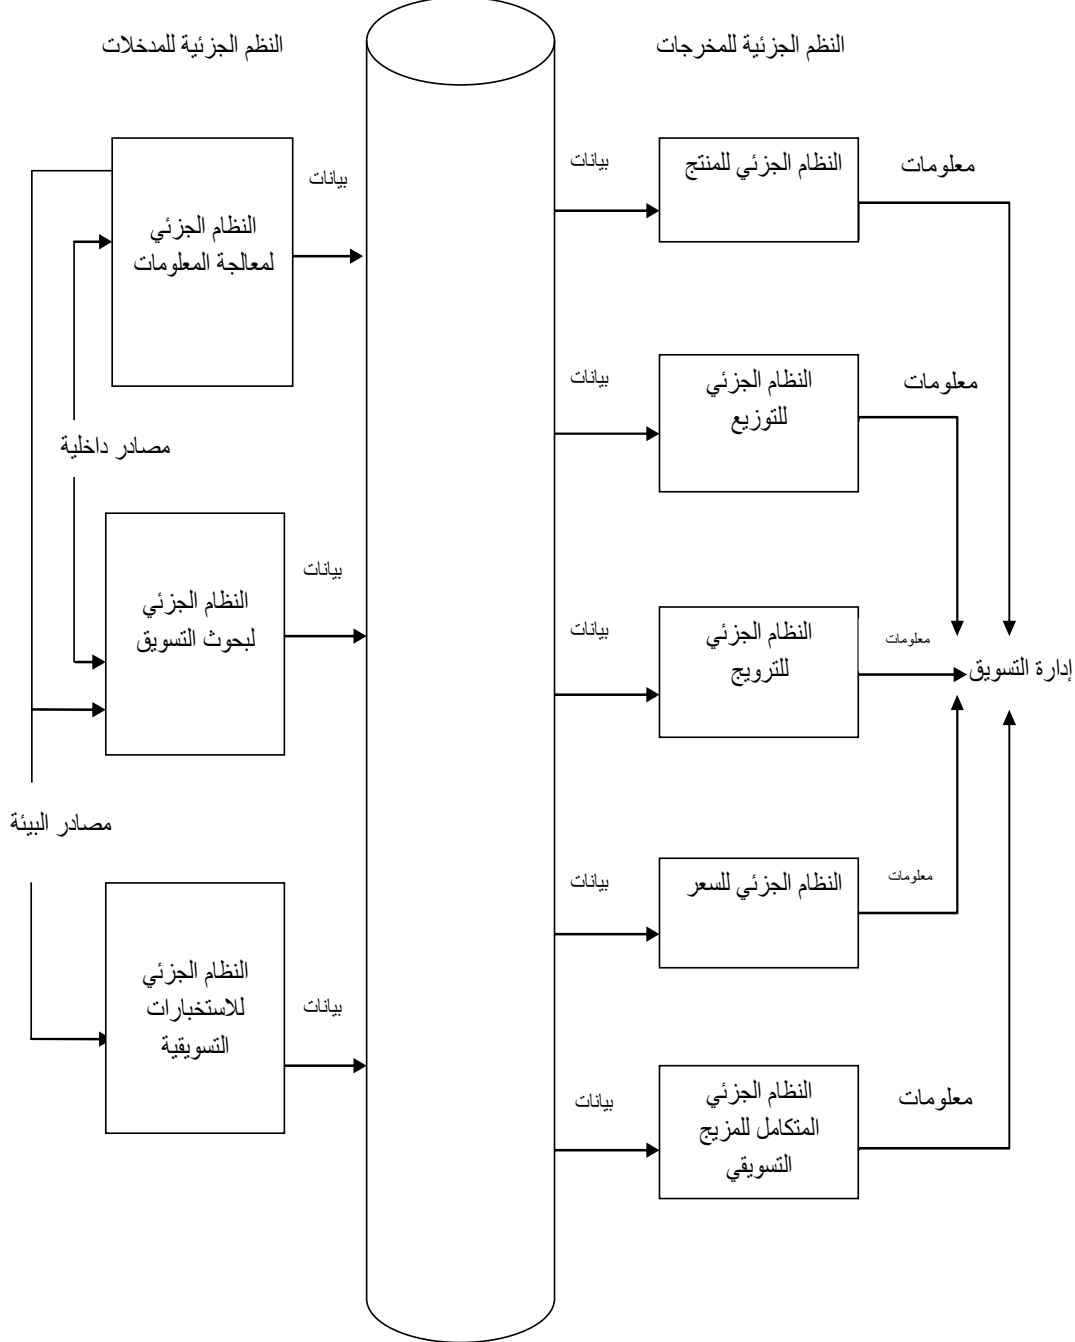 النظم الجزئية للمخرجات
النظم الجزئية للمدخلات
معلومات
النظام الجزئي للمنتج
بيانات
بيانات
النظام الجزئي
لمعالجة المعلومات
معلومات
النظام الجزئي
للتوزيع
بيانات
مصادر داخلية
بيانات
النظام الجزئي
لبحوث التسويق
معلومات
النظام الجزئي
للترويج
بيانات
إدارة التسويق
مصادر البيئة
معلومات
النظام الجزئي للسعر
بيانات
بيانات
النظام الجزئي
للاستخبارات
التسويقية
معلومات
النظام الجزئي
المتكامل للمزيج
التسويقي
بيانات